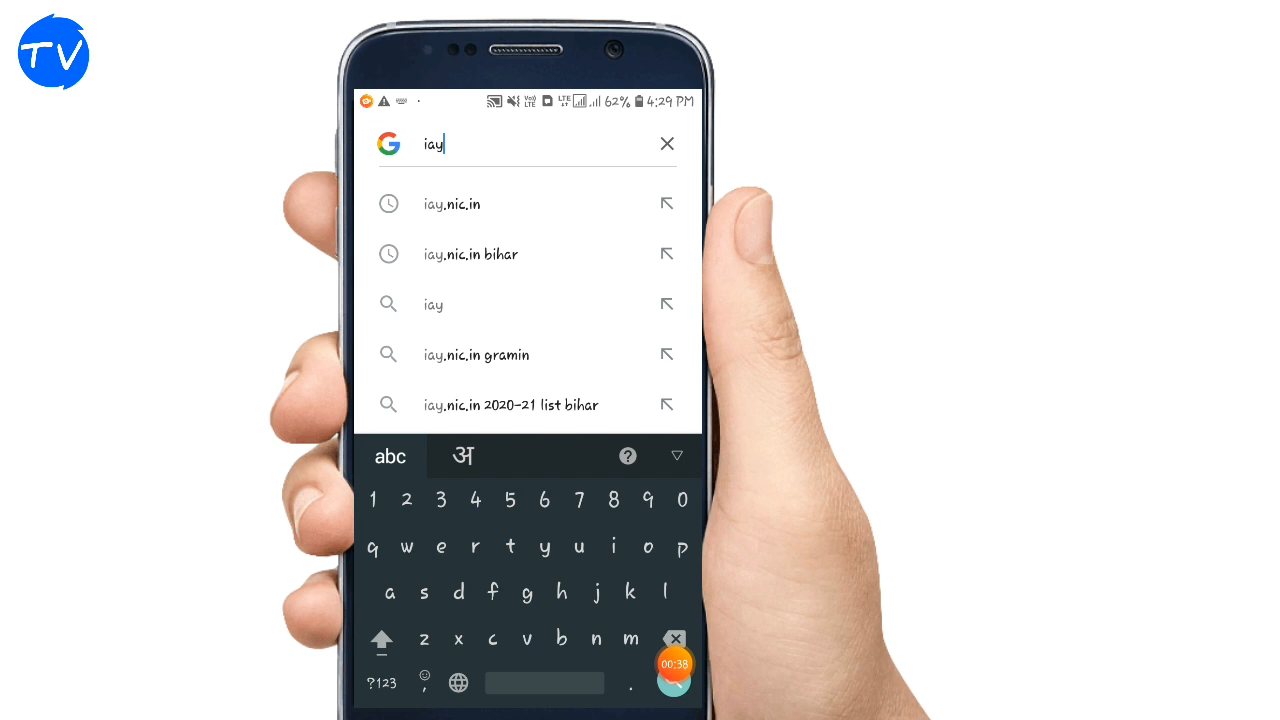 TV
LTE 62% 4:29 PM
iay
iay.nic.in
iay.nic.in bihar
iay
iay.nic.in gramin
iay.nic.in 2020-21 list bihar
abc अ ?
1 2 3 4 5 6 7 8 9 0
q w e r t y u i o p
a s d f g h j k l
z x c v b n m
00:38
?123 , .